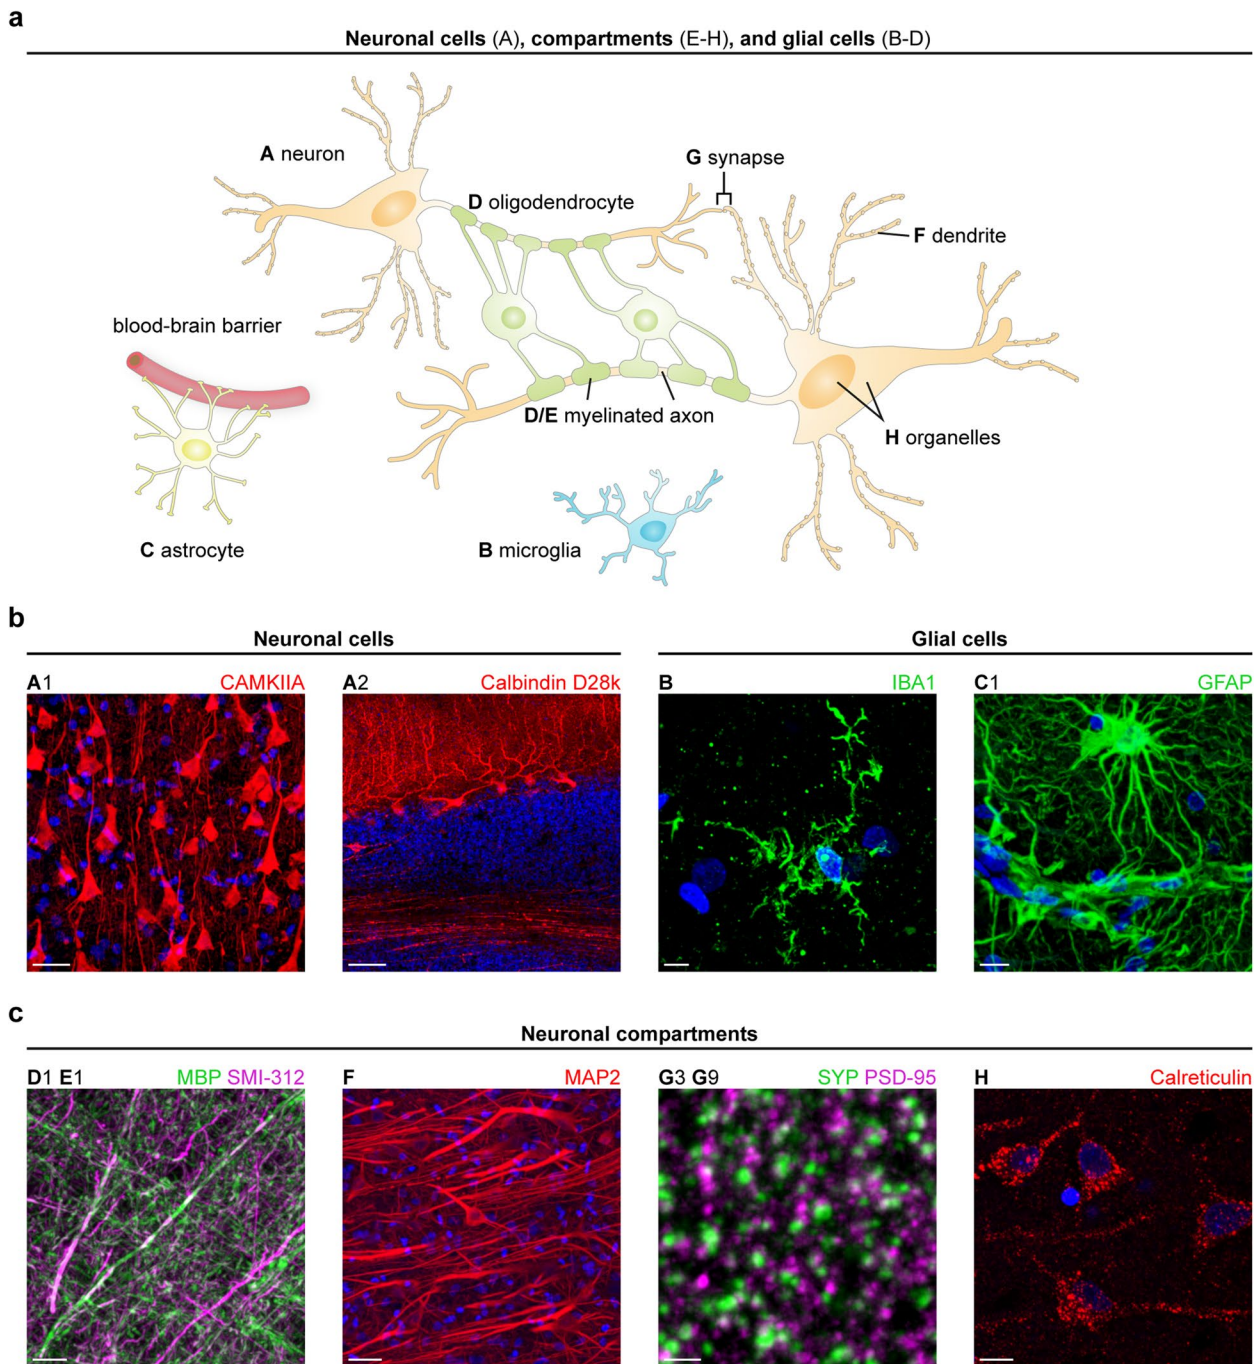 a
Neuronal cells (A), compartments (E-H), and glial cells (B-D)
A neuron
G synapse
D oligodendrocyte
F dendrite
blood-brain barrier
D/E myelinated axon
H organelles
C astrocyte
B microglia
b
Neuronal cells
Glial cells
A1 CAMKIIA
A2 Calbindin D28k
B IBA1
C1 GFAP
c
Neuronal compartments
D1 E1 MBP SMI-312
F MAP2
G3 G9 SYP PSD-95
H Calreticulin